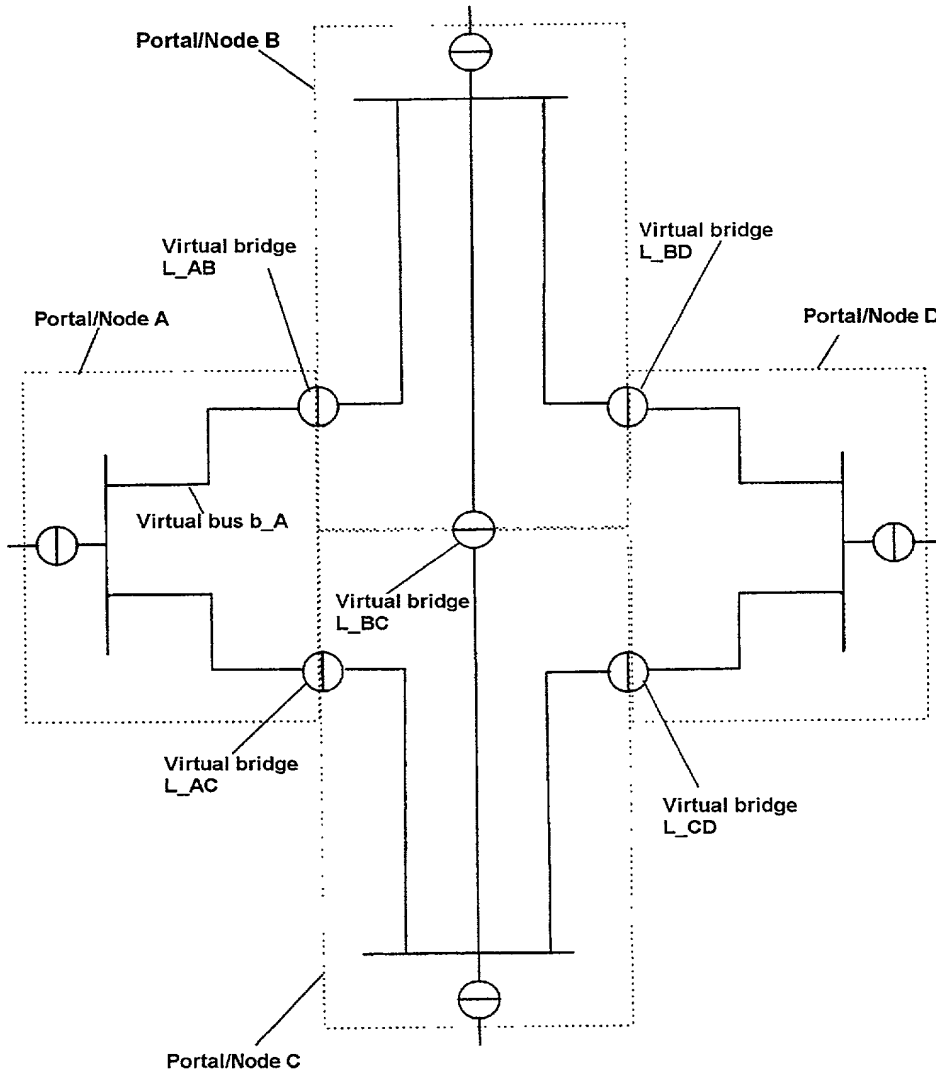 Portal/Node B
Virtual bridge
L_AB
Virtual bridge
L_BD
Portal/Node A
Portal/Node D
Virtual bus b_A
Virtual bridge
L_BC
Virtual bridge
L_AC
Virtual bridge
L_CD
Portal/Node C